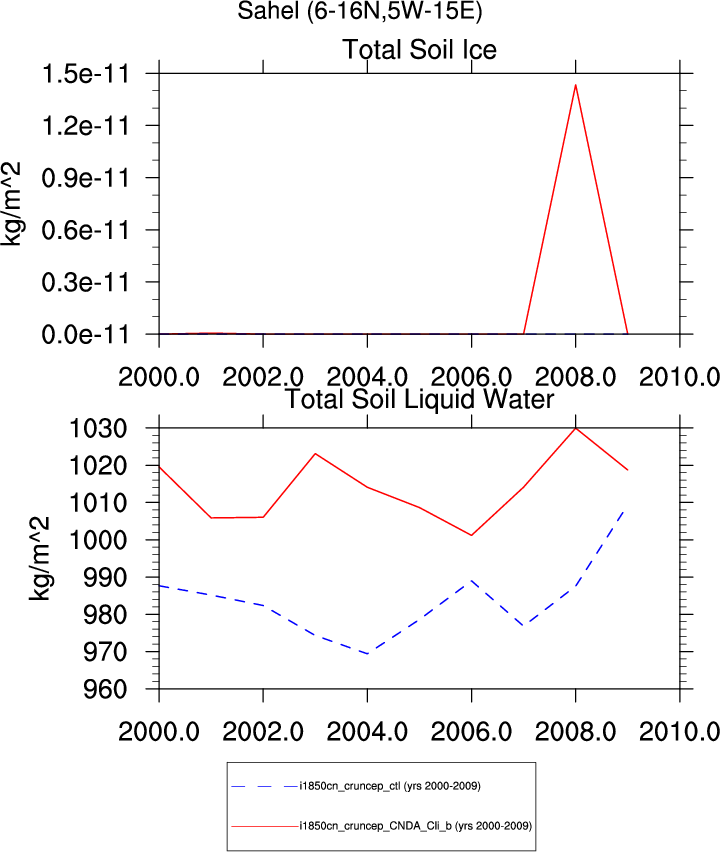 Sahel (6-16N,5W-15E)
Total Soil Ice
1.5e-11
1.2e-11
0.9e-11
0.6e-11
0.3e-11
0.0e-11
kg/m^2
2000.0 2002.0 2004.0 2006.0 2008.0 2010.0
Total Soil Liquid Water
1030
1020
1010
1000
990
980
970
960
kg/m^2
2000.0 2002.0 2004.0 2006.0 2008.0 2010.0
i1850cn_cruncep_ctl (yrs 2000-2009)
i1850cn_cruncep_CNDA_Cli_b (yrs 2000-2009)